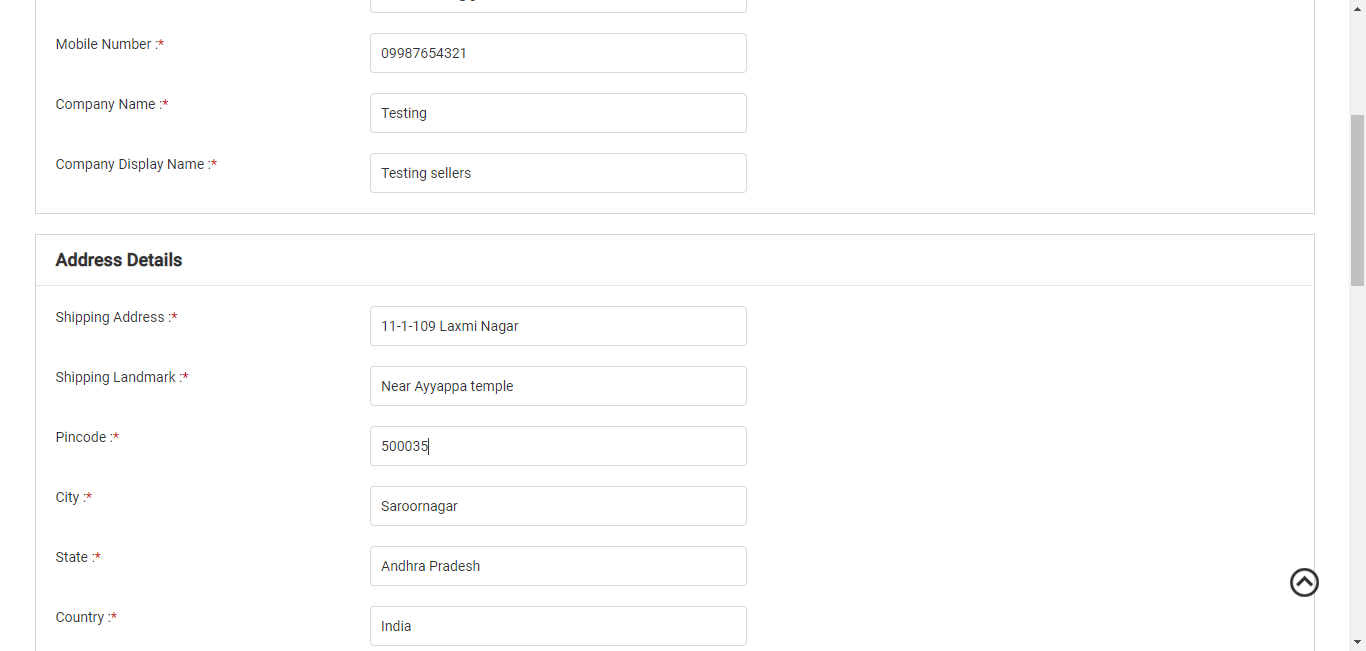 Mobile Number :*
09987654321
Company Name :*
Testing
Company Display Name :*
Testing sellers
Address Details
Shipping Address :*
11-1-109 Laxmi Nagar
Shipping Landmark :*
Near Ayyappa temple
Pincode :*
500035
City :*
Saroornagar
State :*
Andhra Pradesh
Country :*
India